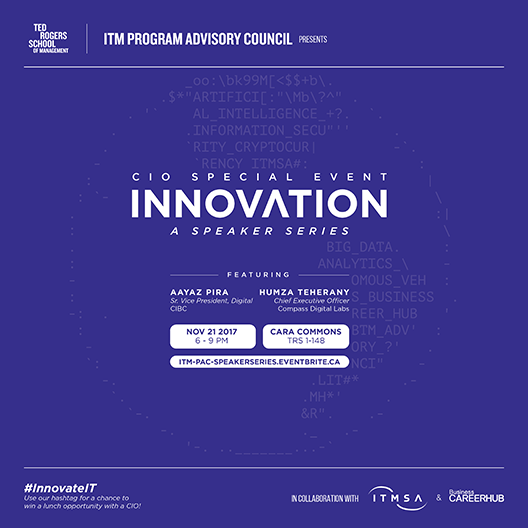 TED
ROGERS
SCHOOL
OF MANAGEMENT
ITM PROGRAM ADVISORY COUNCIL PRESENTS
_oo:\bk99M[<$$+b\.
.$*"ARTIFICI[:"\Mb\?^"
AL_INTELLIGENCE_+?.
.INFORMATION_SECU"''
`RITY_CRYPTOCUR|
`RENCY_ITMSA#:
CIO SPECIAL EVENT
INNOVATION
A SPEAKER SERIES
BIG_DATA.
ANALYTICS_\
OMOUS_VEH
S_BUSINESS
REER_HUB
BTM_ADV'
ORY_?'
NCI"
.LIT#*
.MH*'
&R".
FEATURING
AAYAZ PIRA
Sr. Vice President, Digital
CIBC
HUMZA TEHERANY
Chief Executive Officer
Compass Digital Labs
NOV 21 2017
6 - 9 PM
CARA COMMONS
TRS 1-148
ITM-PAC-SPEAKERSERIES.EVENTBRITE.CA
#InnovateIT
Use our hashtag for a chance to
win a lunch opportunity with a CIO!
IN COLLABORATION WITH ITMSA & Business
CAREERHUB